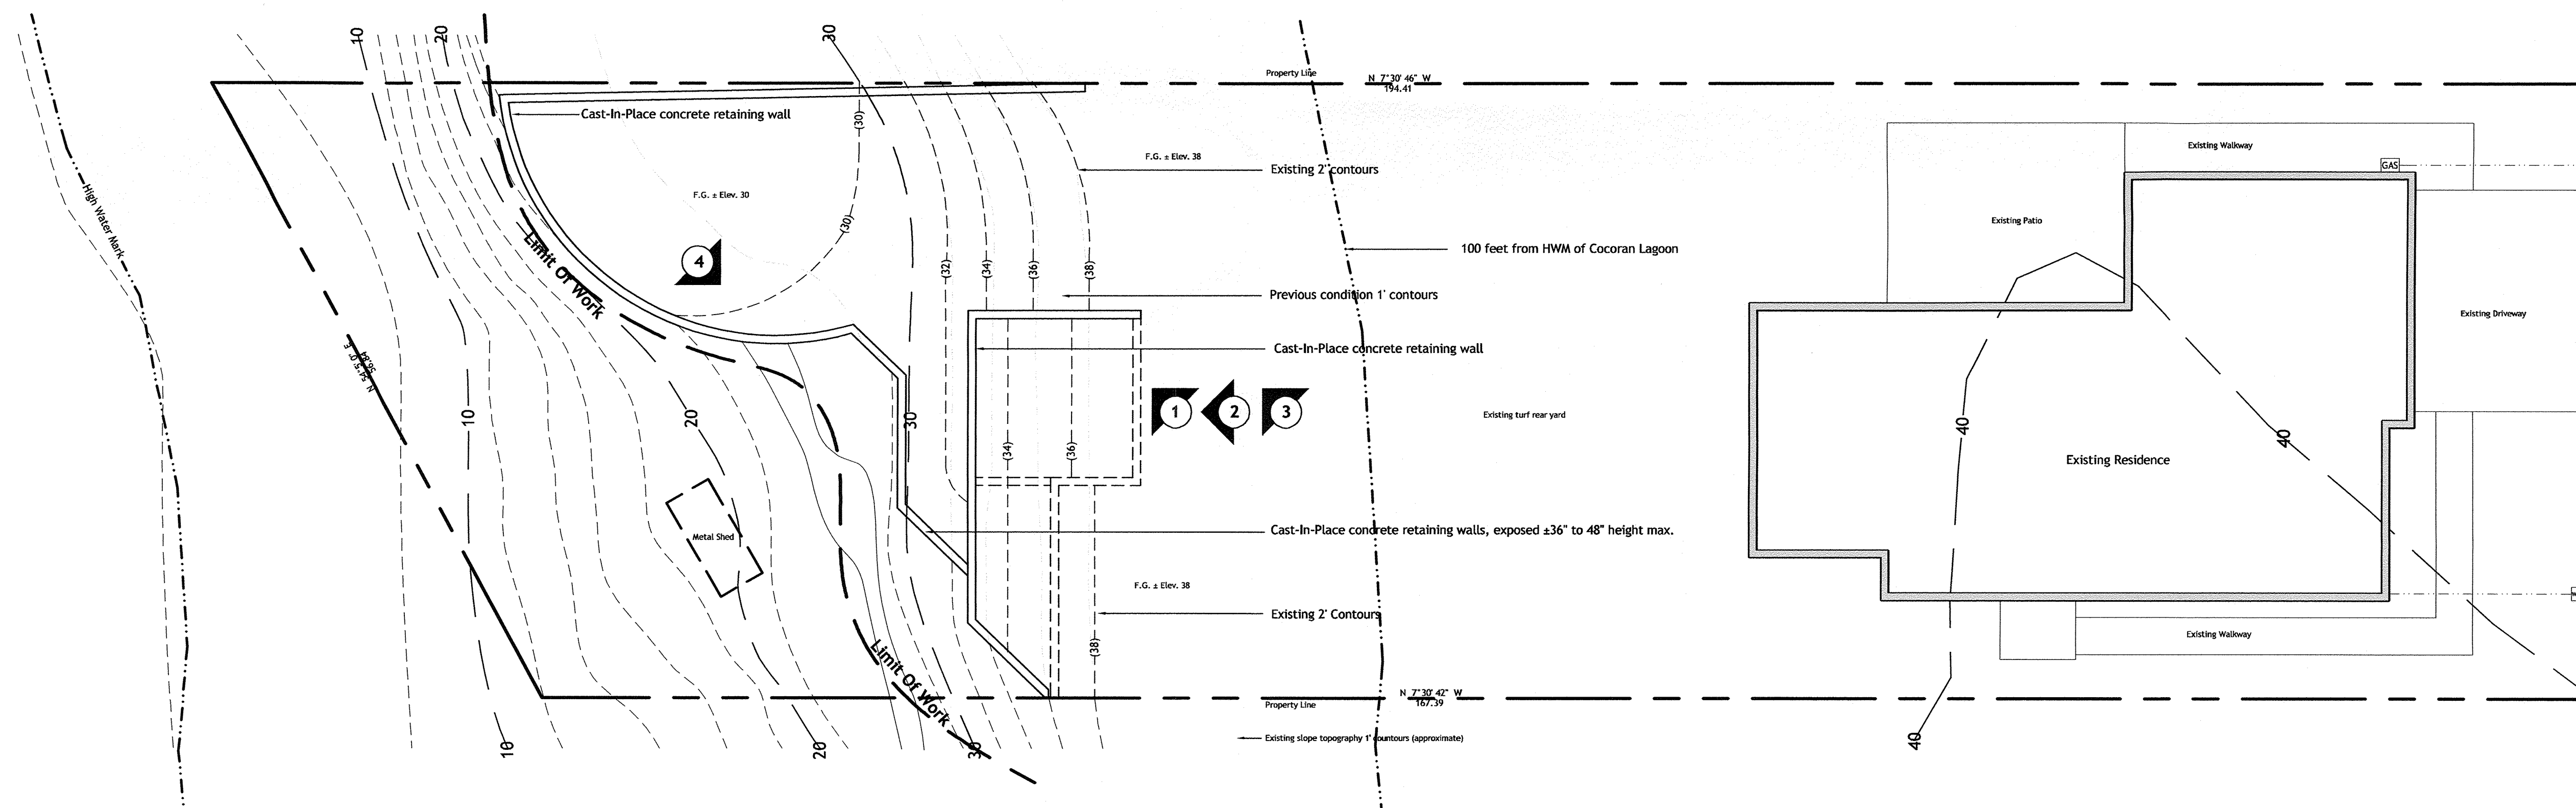 10
20
30
Property Line
N 7°30' 46" W
194.41
Cast-In-Place concrete retaining wall
(30)
Existing Walkway
F.G. ± Elev. 38
GAS
Existing 2' contours
High Water Mark
F.G. ± Elev. 30
(30)
Existing Patio
Limit Of Work
4
100 feet from HWM of Cocoran Lagoon
(32)
(34)
(36)
(38)
Previous condition 1' contours
Existing Driveway
Cast-In-Place concrete retaining wall
N 54°5'0" E
56.84
10
20
30
1
2
3
Existing turf rear yard
40
40
(34)
(36)
Existing Residence
Metal Shed
Cast-In-Place concrete retaining walls, exposed ±36" to 48" height max.
F.G. ± Elev. 38
Existing 2' Contours
(38)
Existing Walkway
Limit Of Work
N 7°30' 42" W
167.39
Property Line
Existing slope topography 1' countours (approximate)
10
20
30
40